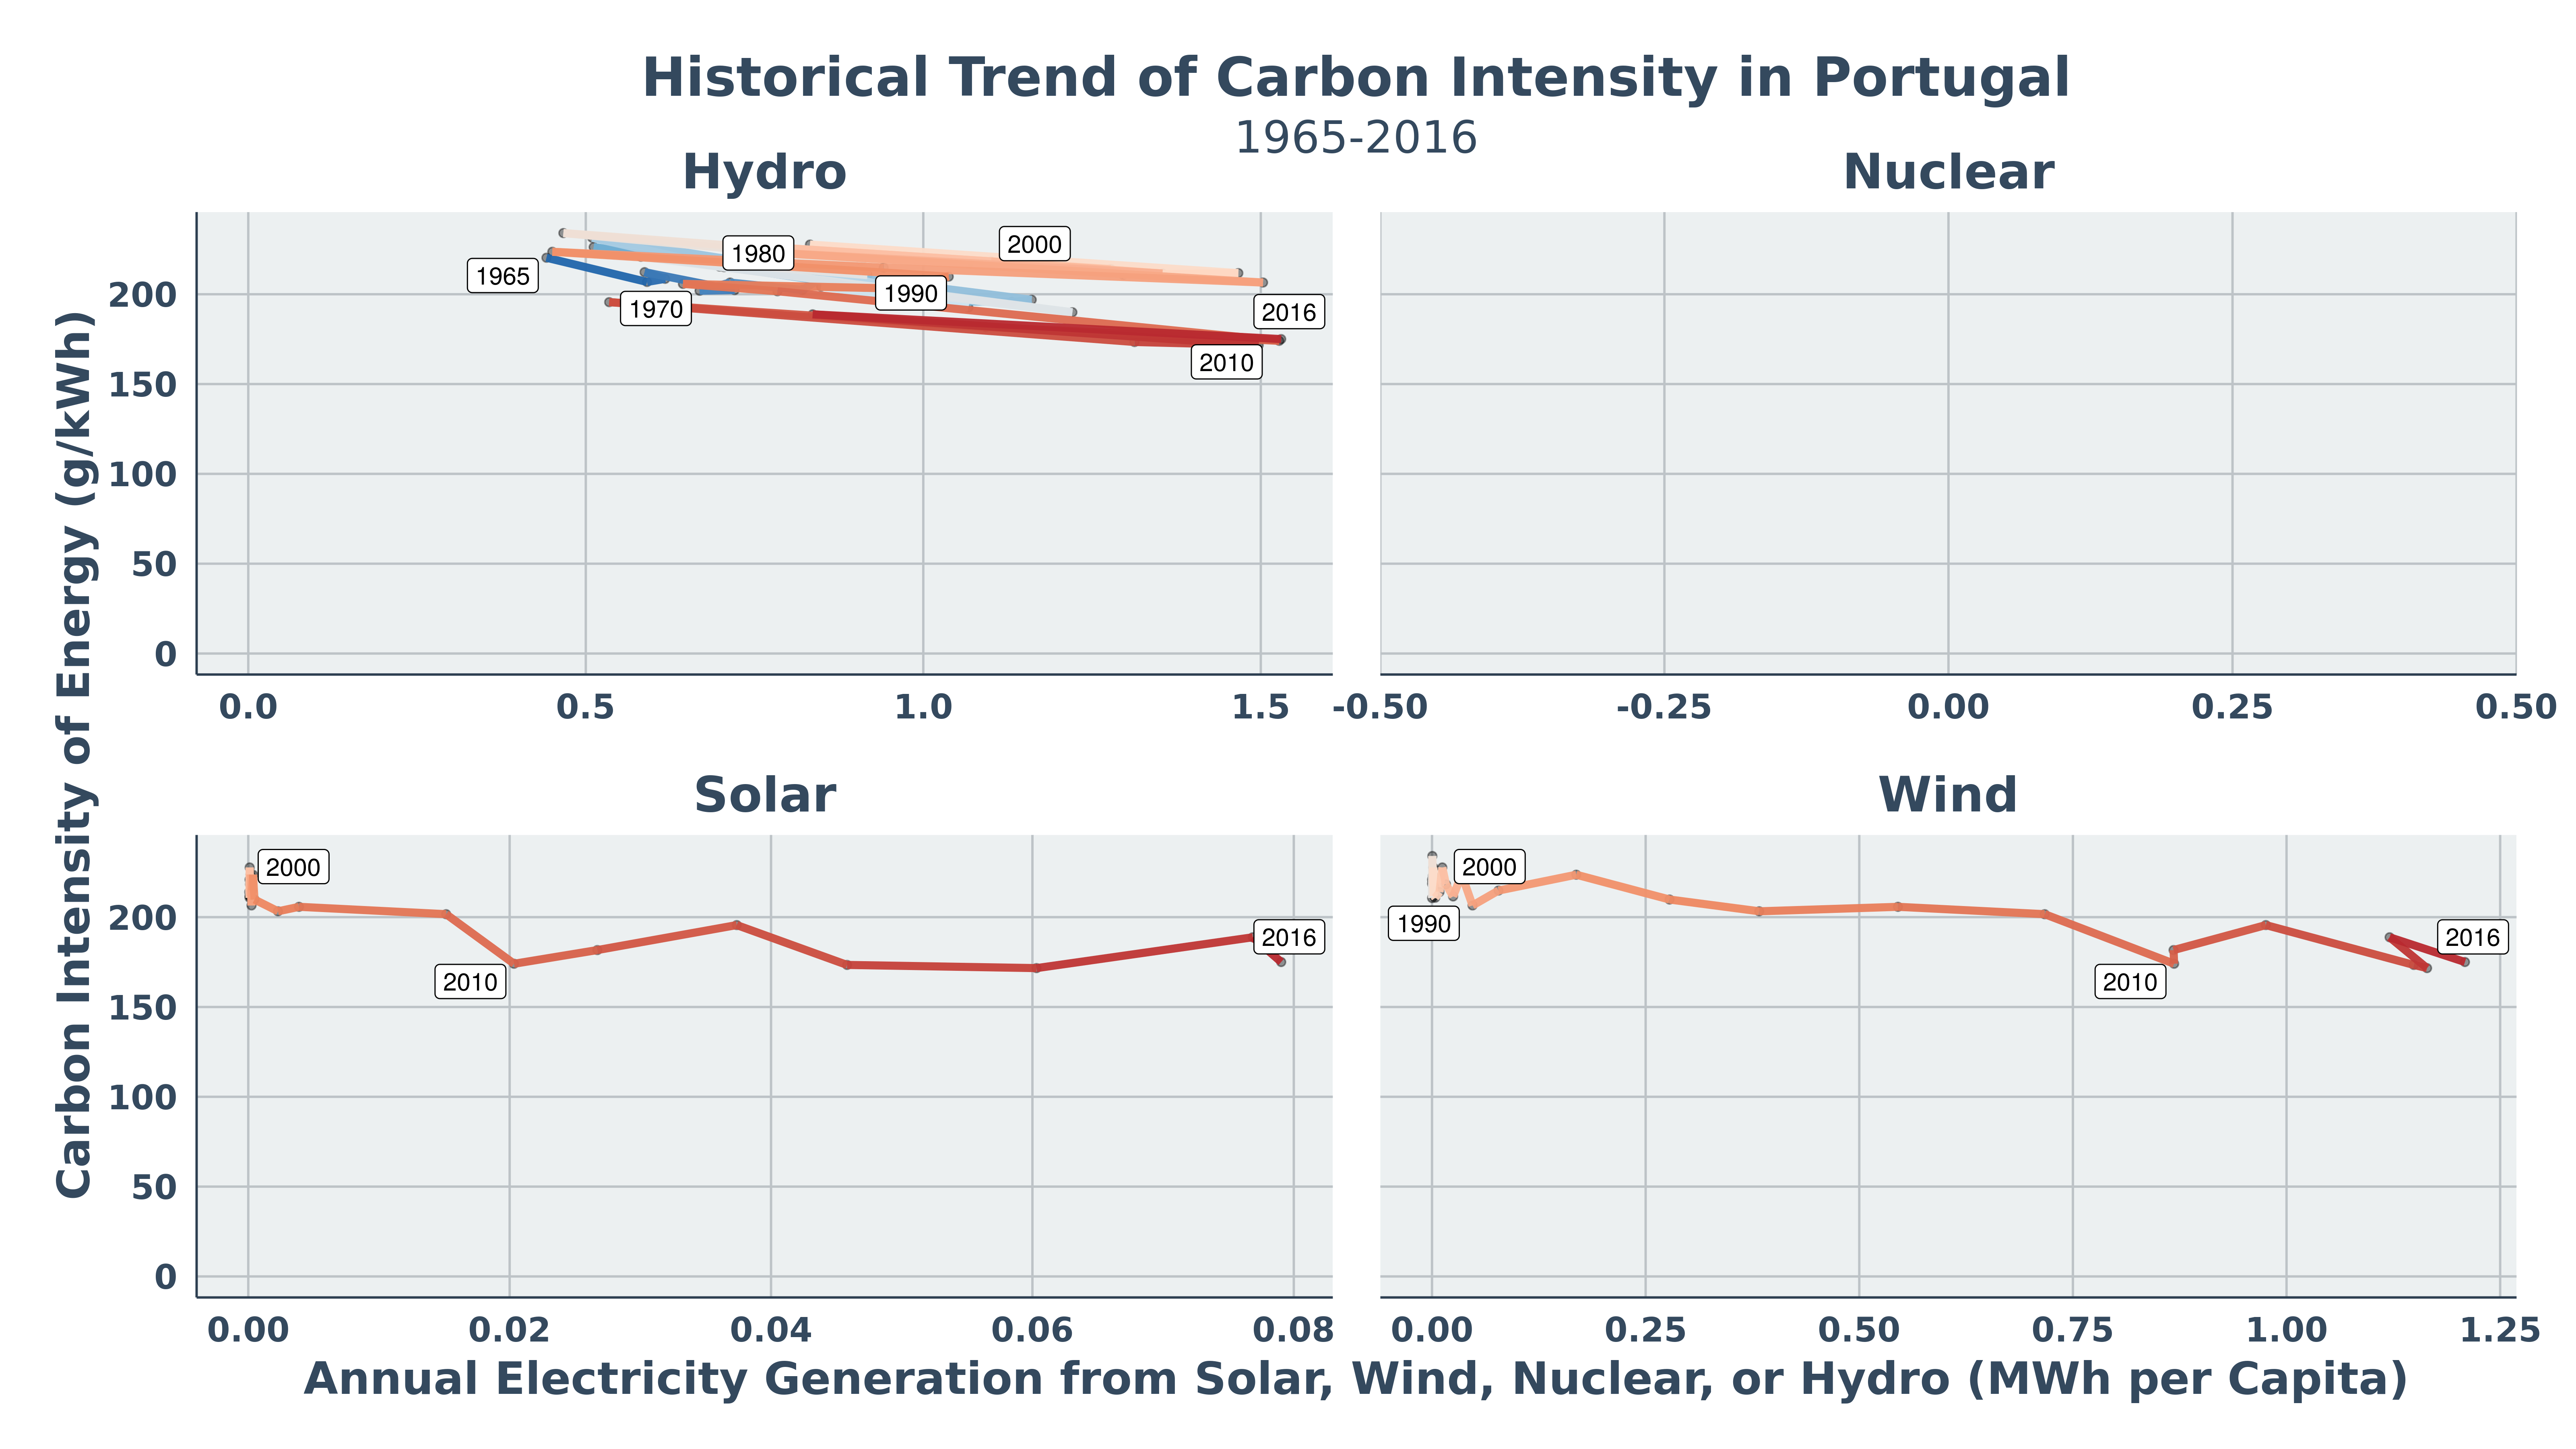 Historical Trend of Carbon Intensity in Portugal
1965-2016
Hydro
Nuclear
Carbon Intensity of Energy (g/kWh)
200
150
100
50
0
1965
1970
1980
1990
2000
2016
2010
0.0 0.5 1.0 1.5
-0.50 -0.25 0.00 0.25 0.50
Solar
Wind
200
150
100
50
0
2000
2010
2016
1990
2000
2010
2016
0.00 0.02 0.04 0.06 0.08
0.00 0.25 0.50 0.75 1.00 1.25
Annual Electricity Generation from Solar, Wind, Nuclear, or Hydro (MWh per Capita)